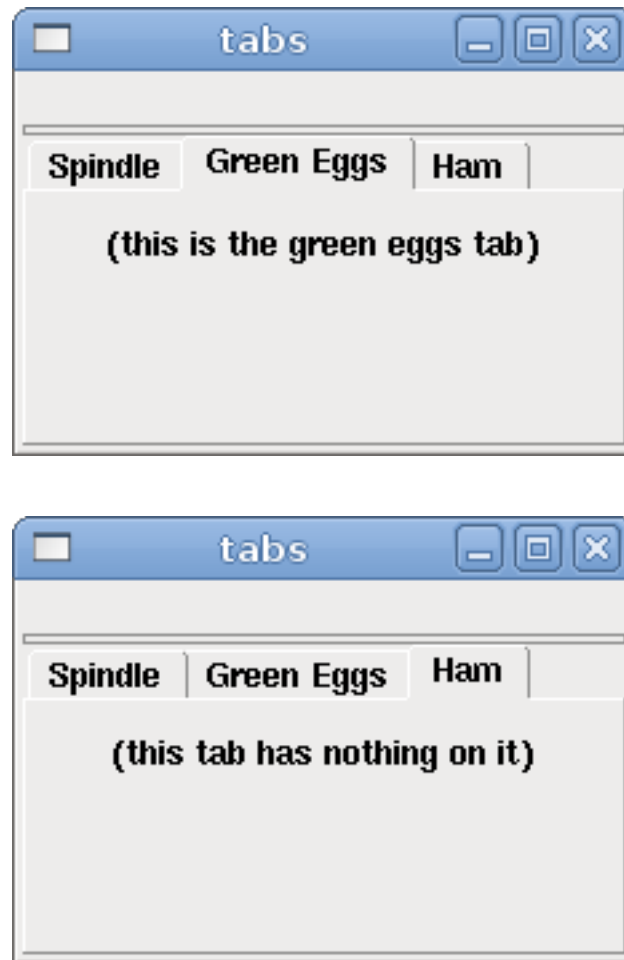 tabs
Spindle Green Eggs Ham
(this is the green eggs tab)
tabs
Spindle Green Eggs Ham
(this tab has nothing on it)